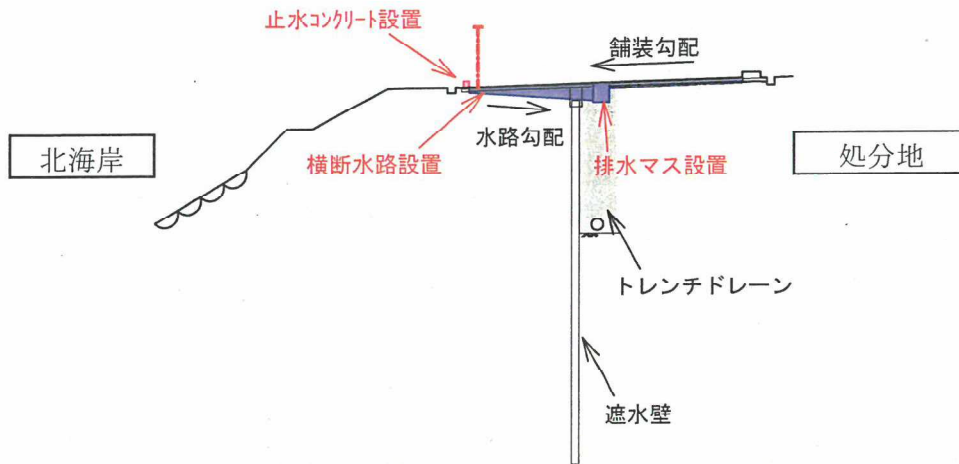 止水コンクリート設置
舗装勾配
北海岸
水路勾配
横断水路設置
排水マス設置
処分地
トレンチドレーン
遮水壁